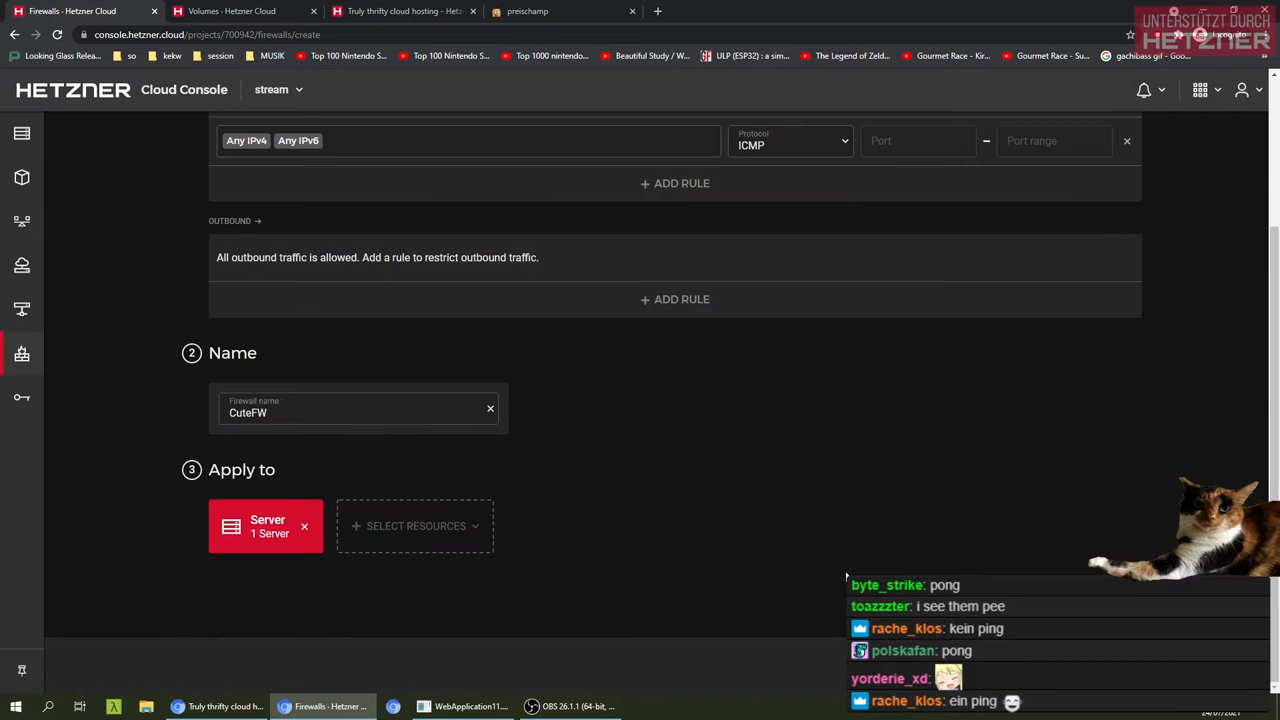 Firewalls · Hetzner Cloud
Volumes · Hetzner Cloud
Truly thrifty cloud hosting - Hetz
preischamp
UNTERSTÜTZT DURCH
HETZNER
console.hetzner.cloud/projects/700942/firewalls/create
Incognito
Looking Glass Relea...
so
kekw
session
MUSIK
Top 100 Nintendo S...
Top 100 Nintendo S...
Top 1000 nintendo...
Beautiful Study / W...
ULP (ESP32) : a sim...
The Legend of Zeld...
Gourmet Race - Kir...
Gourmet Race - Su...
gachibass gif - Goo...
HETZNER
Cloud Console
stream
Any IPv4
Any IPv6
Protocol
ICMP
Port
–
Port range
+ ADD RULE
OUTBOUND →
All outbound traffic is allowed. Add a rule to restrict outbound traffic.
+ ADD RULE
2 Name
Firewall name
CuteFW
3 Apply to
Server
1 Server
+ SELECT RESOURCES
byte_strike: pong
toazzzter: i see them pee
rache_klos: kein ping
polskafan: pong
yorderie_xd:
rache_klos: ein ping
Truly thrifty cloud h...
Firewalls · Hetzner ...
WebApplication11....
OBS 26.1.1 (64-bit, ...
24/07/2021